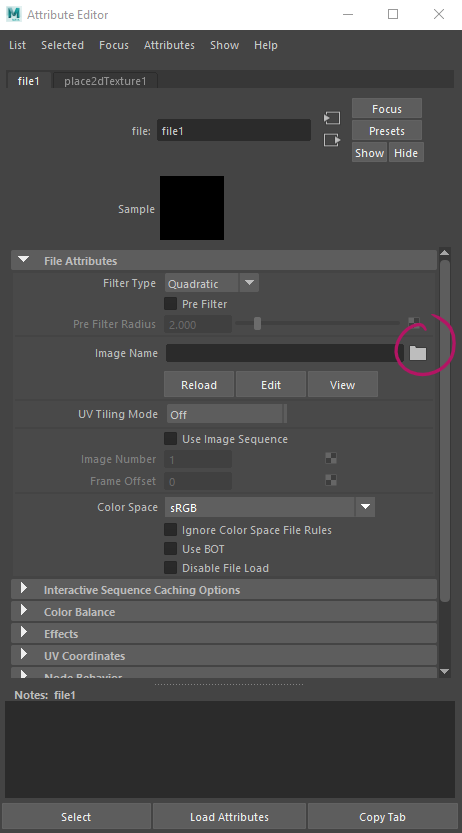 Attribute Editor
List Selected Focus Attributes Show Help
file1 place2dTexture1
Focus
file: file1
Presets
Show Hide
Sample
File Attributes
Filter Type Quadratic
Pre Filter
Pre Filter Radius 2.000
Image Name
Reload Edit View
UV Tiling Mode Off
Use Image Sequence
Image Number 1
Frame Offset 0
Color Space sRGB
Ignore Color Space File Rules
Use BOT
Disable File Load
Interactive Sequence Caching Options
Color Balance
Effects
UV Coordinates
Node Behavior
Notes: file1
Select Load Attributes Copy Tab